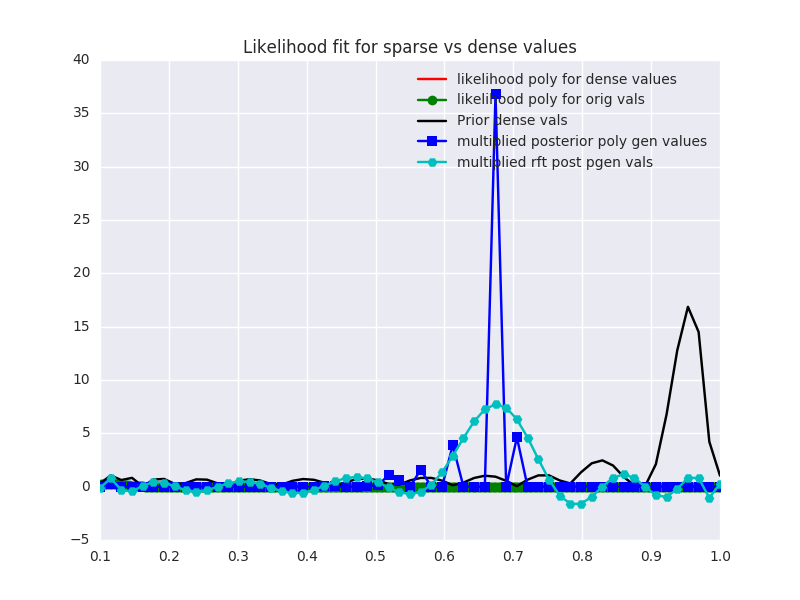 Likelihood fit for sparse vs dense values
40
35
30
25
20
15
10
5
0
−5
0.1 0.2 0.3 0.4 0.5 0.6 0.7 0.8 0.9 1.0
likelihood poly for dense values
likelihood poly for orig vals
Prior dense vals
multiplied posterior poly gen values
multiplied rft post pgen vals